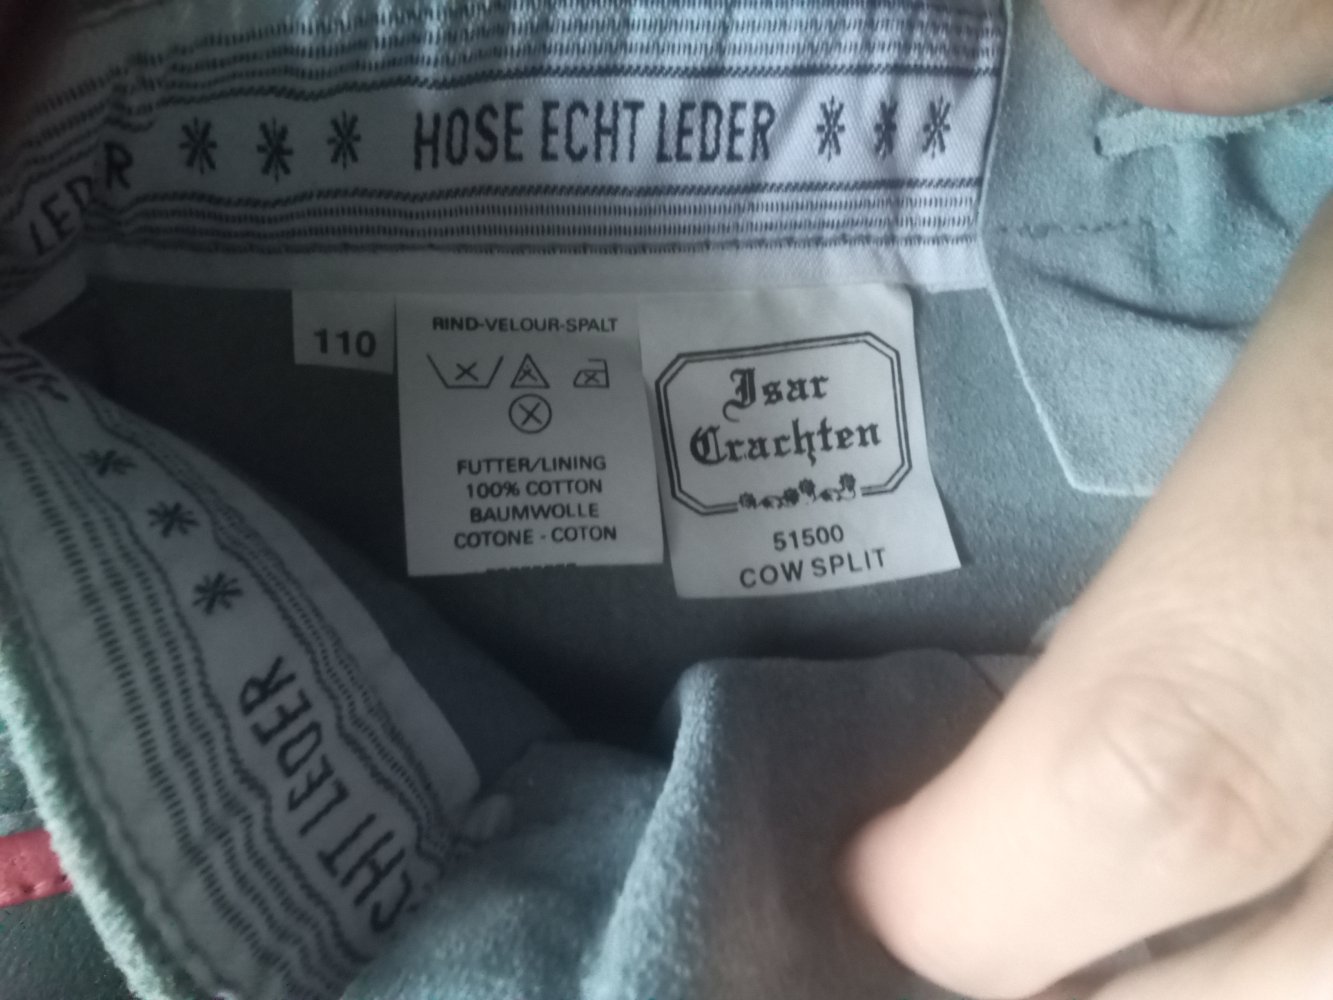 HOSE ECHT LEDER
LEDER
110
RIND-VELOUR-SPALT
FUTTER/LINING
100% COTTON
BAUMWOLLE
COTONE - COTON
Isar
Trachten
51500
COW SPLIT
ECHT LEDER